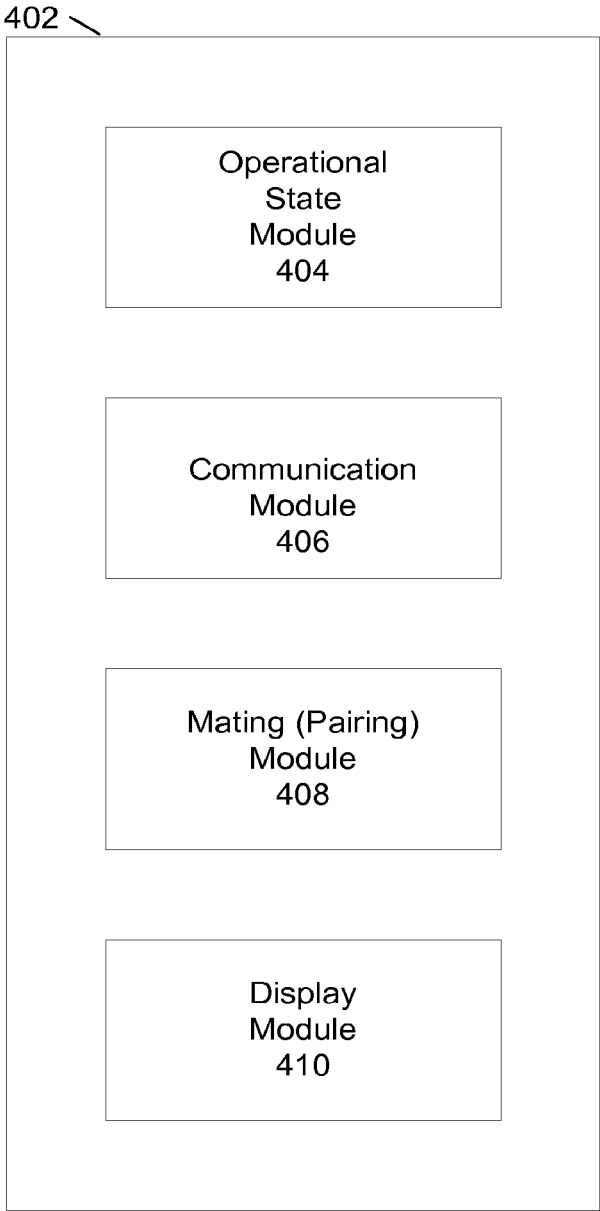 402
Operational
State
Module
404
Communication
Module
406
Mating (Pairing)
Module
408
Display
Module
410